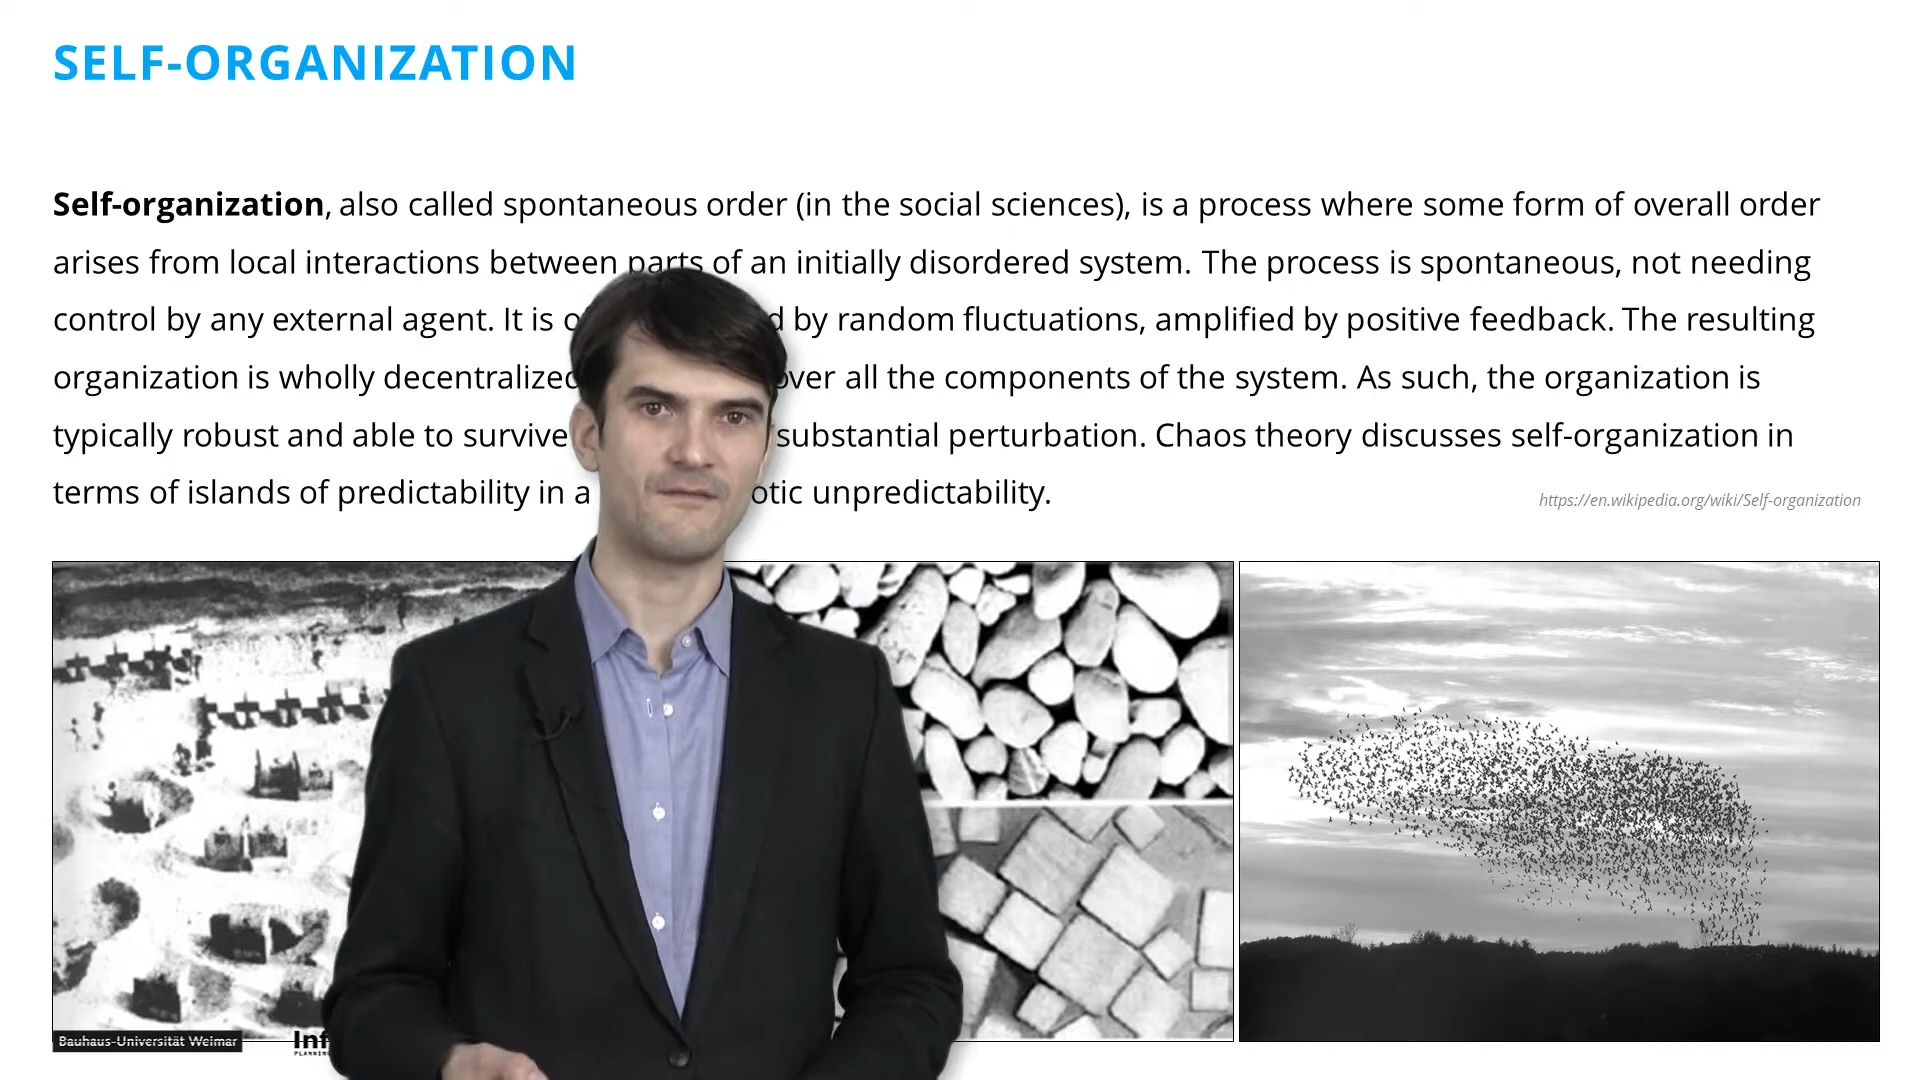 SELF-ORGANIZATION
Self-organization, also called spontaneous order (in the social sciences), is a process where some form of overall order
arises from local interactions between parts of an initially disordered system. The process is spontaneous, not needing
control by any external agent. It is by random fluctuations, amplified by positive feedback. The resulting
organization is wholly decentralized over all the components of the system. As such, the organization is
typically robust and able to survive substantial perturbation. Chaos theory discusses self-organization in
terms of islands of predictability in a unpredictability.
https://en.wikipedia.org/wiki/Self-organization
Bauhaus-Universität Weimar